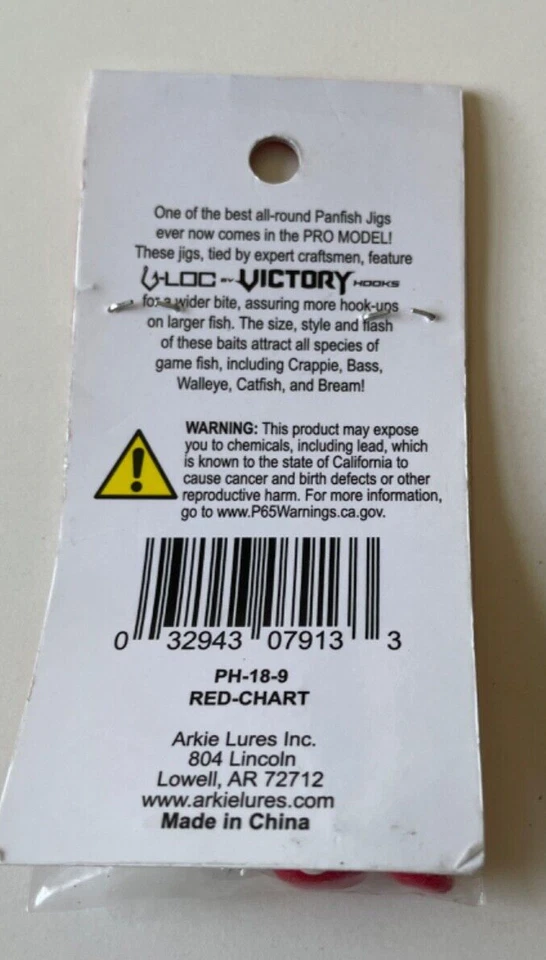 One of the best all-round Panfish Jigs
ever now comes in the PRO MODEL!
These jigs, tied by expert craftsmen, feature
U-LOC BY VICTORY HOOKS
for a wider bite, assuring more hook-ups
on larger fish. The size, style and flash
of these baits attract all species of
game fish, including Crappie, Bass,
Walleye, Catfish, and Bream!
WARNING: This product may expose
you to chemicals, including lead, which
is known to the state of California to
cause cancer and birth defects or other
reproductive harm. For more information,
go to www.P65Warnings.ca.gov.
0 32943 07913 3
PH-18-9
RED-CHART
Arkie Lures Inc.
804 Lincoln
Lowell, AR 72712
www.arkielures.com
Made in China